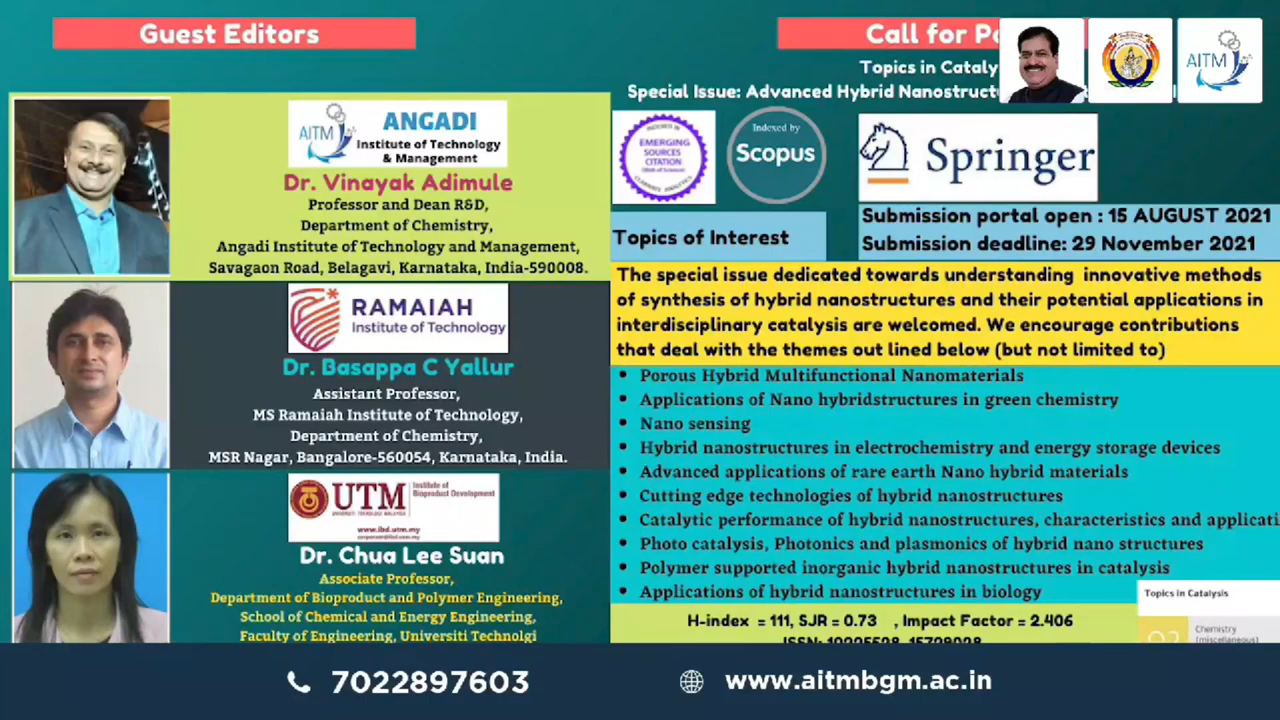 Guest Editors
AITM
ANGADI
Institute of Technology
& Management
Dr. Vinayak Adimule
Professor and Dean R&D,
Department of Chemistry,
Angadi Institute of Technology and Management,
Savagaon Road, Belagavi, Karnataka, India-590008.
RAMAIAH
Institute of Technology
Dr. Basappa C Yallur
Assistant Professor,
MS Ramaiah Institute of Technology,
Department of Chemistry,
MSR Nagar, Bangalore-560054, Karnataka, India.
UTM
UNIVERSITI TEKNOLOGI MALAYSIA
Institute of
Bioproduct Development
www.ibd.utm.my
Dr. Chua Lee Suan
Associate Professor,
Department of Bioproduct and Polymer Engineering,
School of Chemical and Energy Engineering,
Faculty of Engineering, Universiti Technolgi
Call for
Topics in
Special Issue: Advanced Hybrid
AITM
EMERGING
SOURCES
CITATION
Indexed by
Scopus
Springer
Submission portal open : 15 AUGUST 2021
Submission deadline: 29 November 2021
Topics of Interest
The special issue dedicated towards understanding innovative methods
of synthesis of hybrid nanostructures and their potential applications in
interdisciplinary catalysis are welcomed. We encourage contributions
that deal with the themes out lined below (but not limited to)
• Porous Hybrid Multifunctional Nanomaterials
• Applications of Nano hybridstructures in green chemistry
• Nano sensing
• Hybrid nanostructures in electrochemistry and energy storage devices
• Advanced applications of rare earth Nano hybrid materials
• Cutting edge technologies of hybrid nanostructures
• Catalytic performance of hybrid nanostructures, characteristics and applicati
• Photo catalysis, Photonics and plasmonics of hybrid nano structures
• Polymer supported inorganic hybrid nanostructures in catalysis
• Applications of hybrid nanostructures in biology
H-index = 111, SJR = 0.73 , Impact Factor = 2.406
Topics in Catalysis
Chemistry
(miscellaneous)
7022897603
www.aitmbgm.ac.in